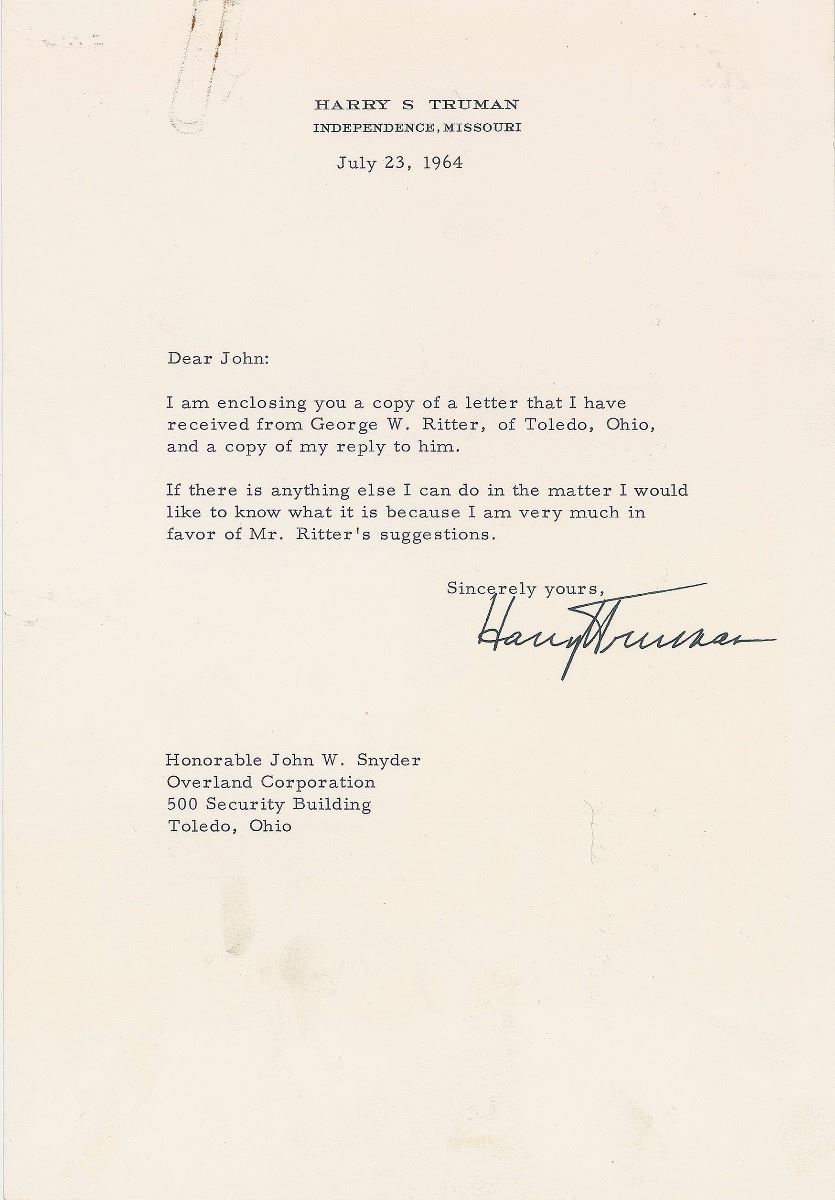 HARRY S TRUMAN
INDEPENDENCE, MISSOURI
July 23, 1964
Dear John:
I am enclosing you a copy of a letter that I have
received from George W. Ritter, of Toledo, Ohio,
and a copy of my reply to him.
If there is anything else I can do in the matter I would
like to know what it is because I am very much in
favor of Mr. Ritter's suggestions.
Sincerely yours,
Harry Truman
Honorable John W. Snyder
Overland Corporation
500 Security Building
Toledo, Ohio